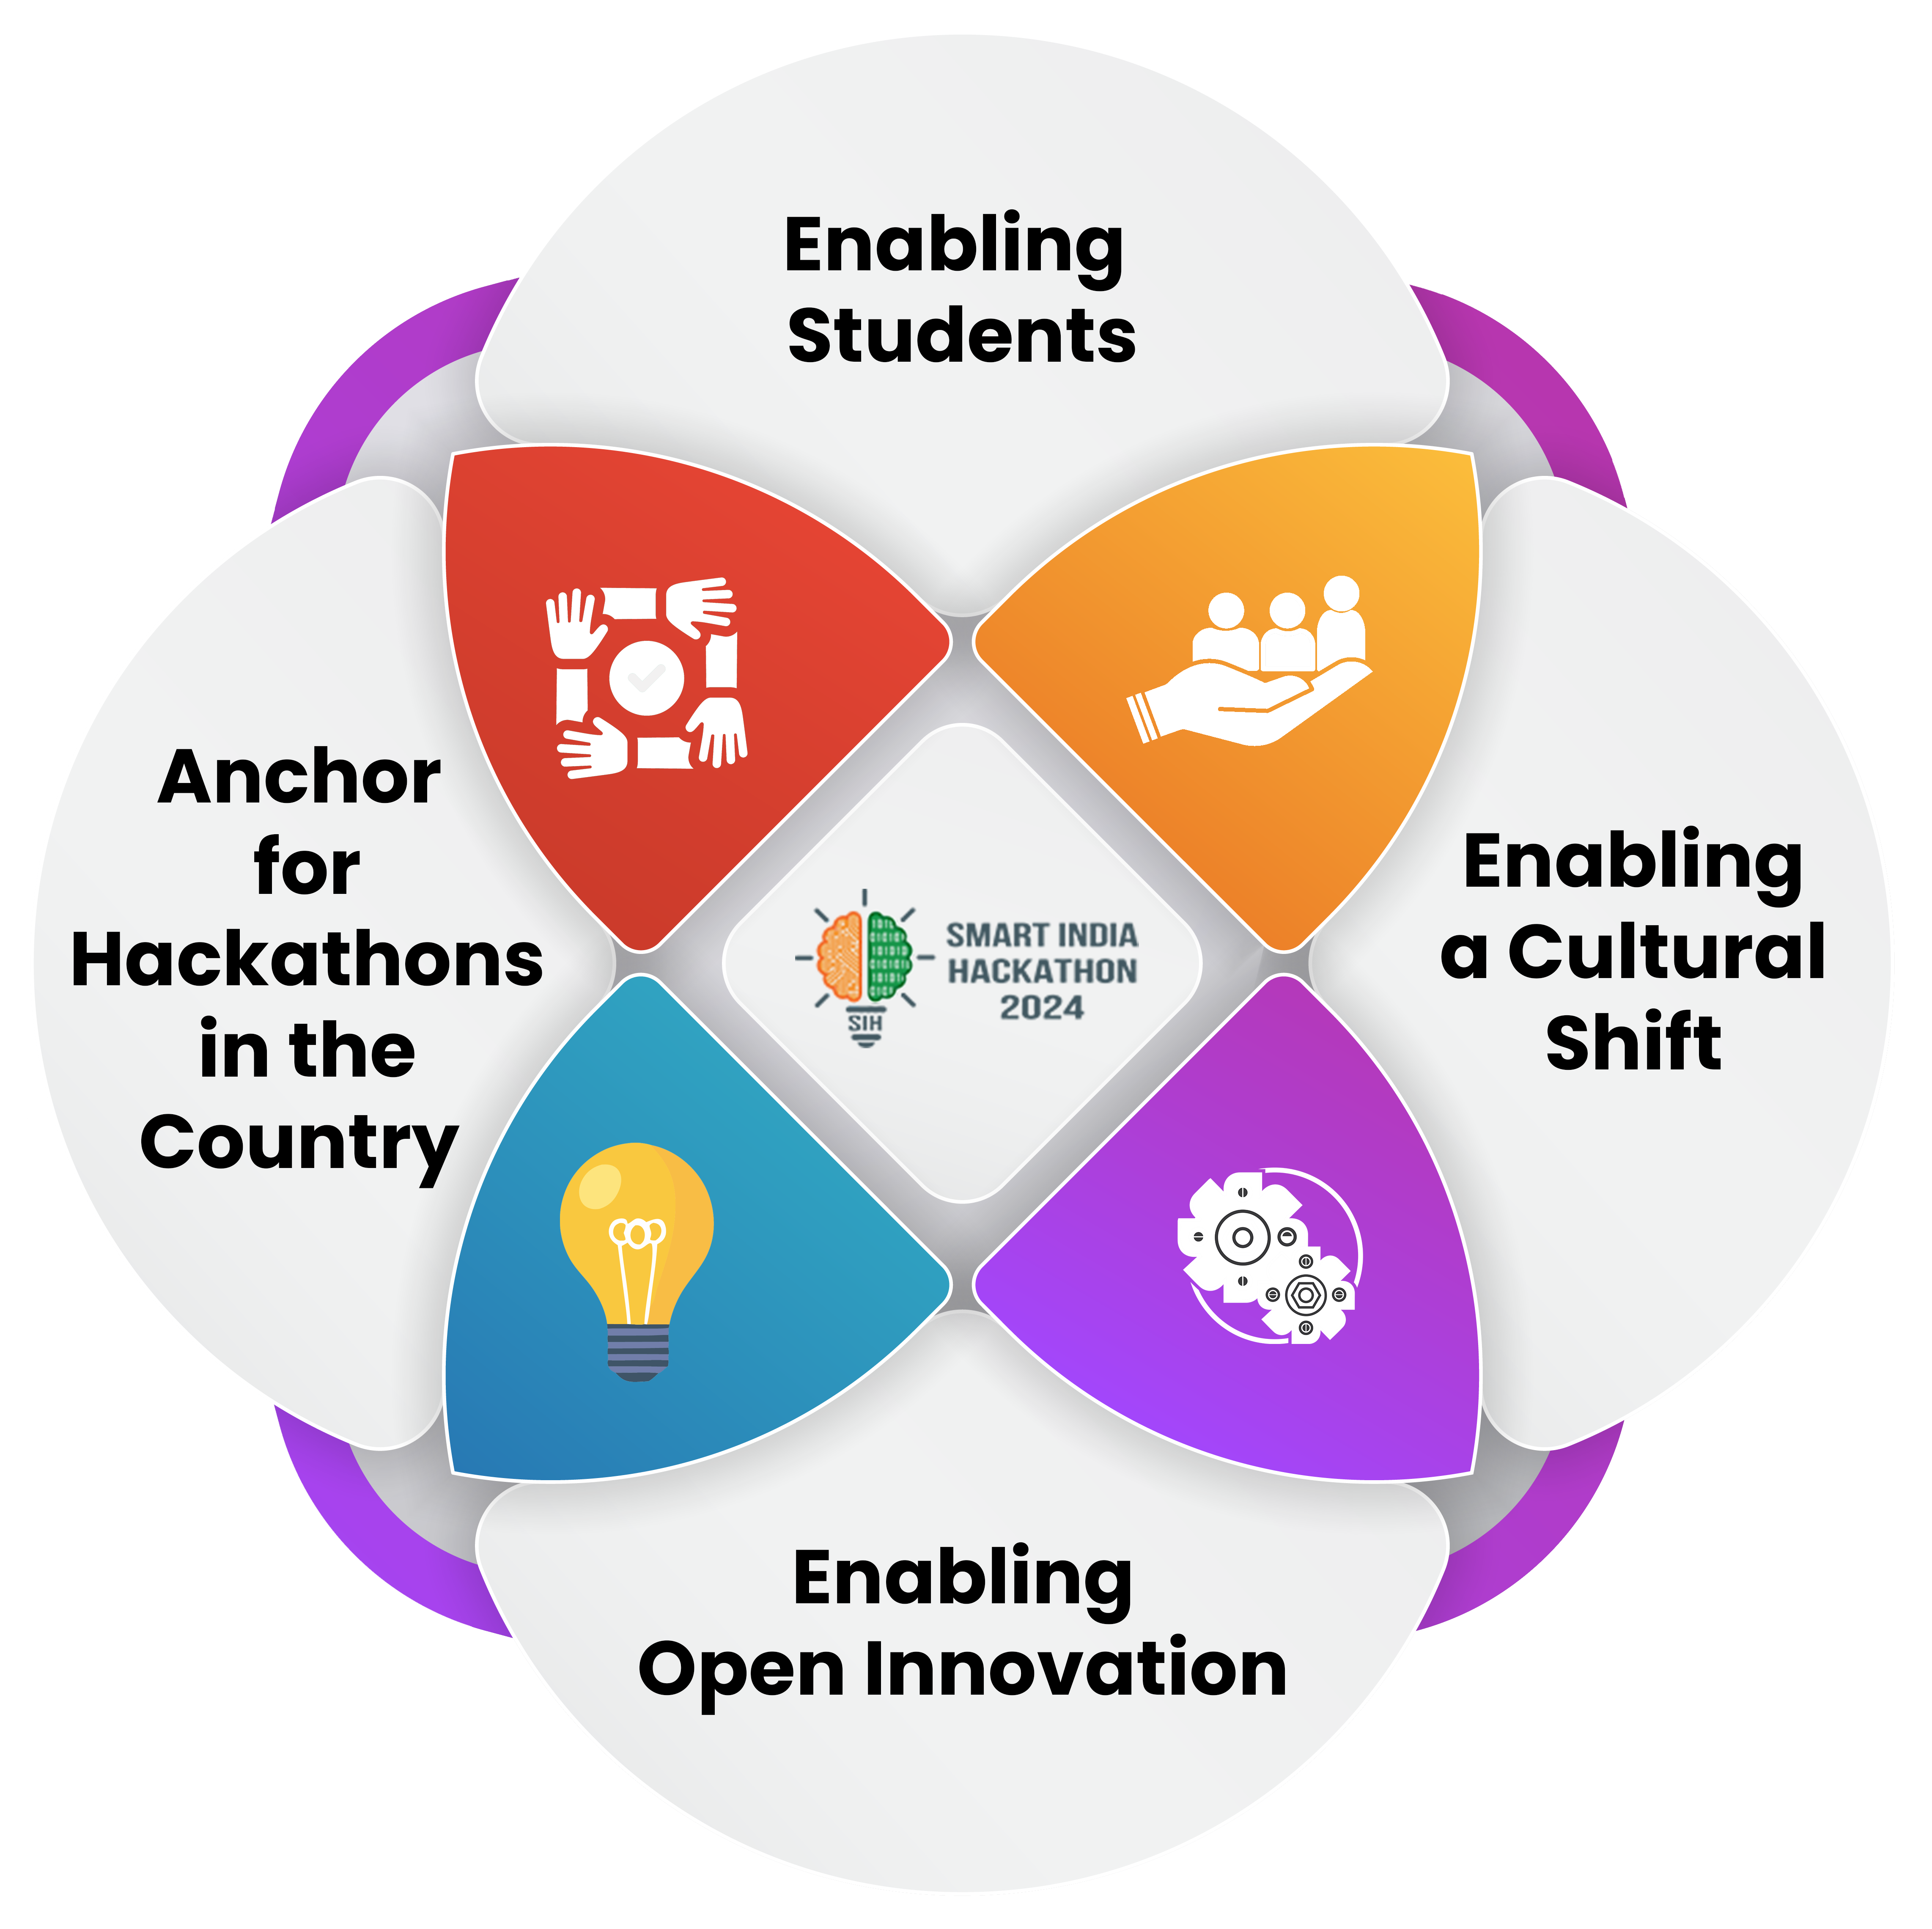 Enabling
Students
Anchor
for
Hackathons
in the
Country
SMART INDIA
HACKATHON
2024
SIH
Enabling
a Cultural
Shift
Enabling
Open Innovation